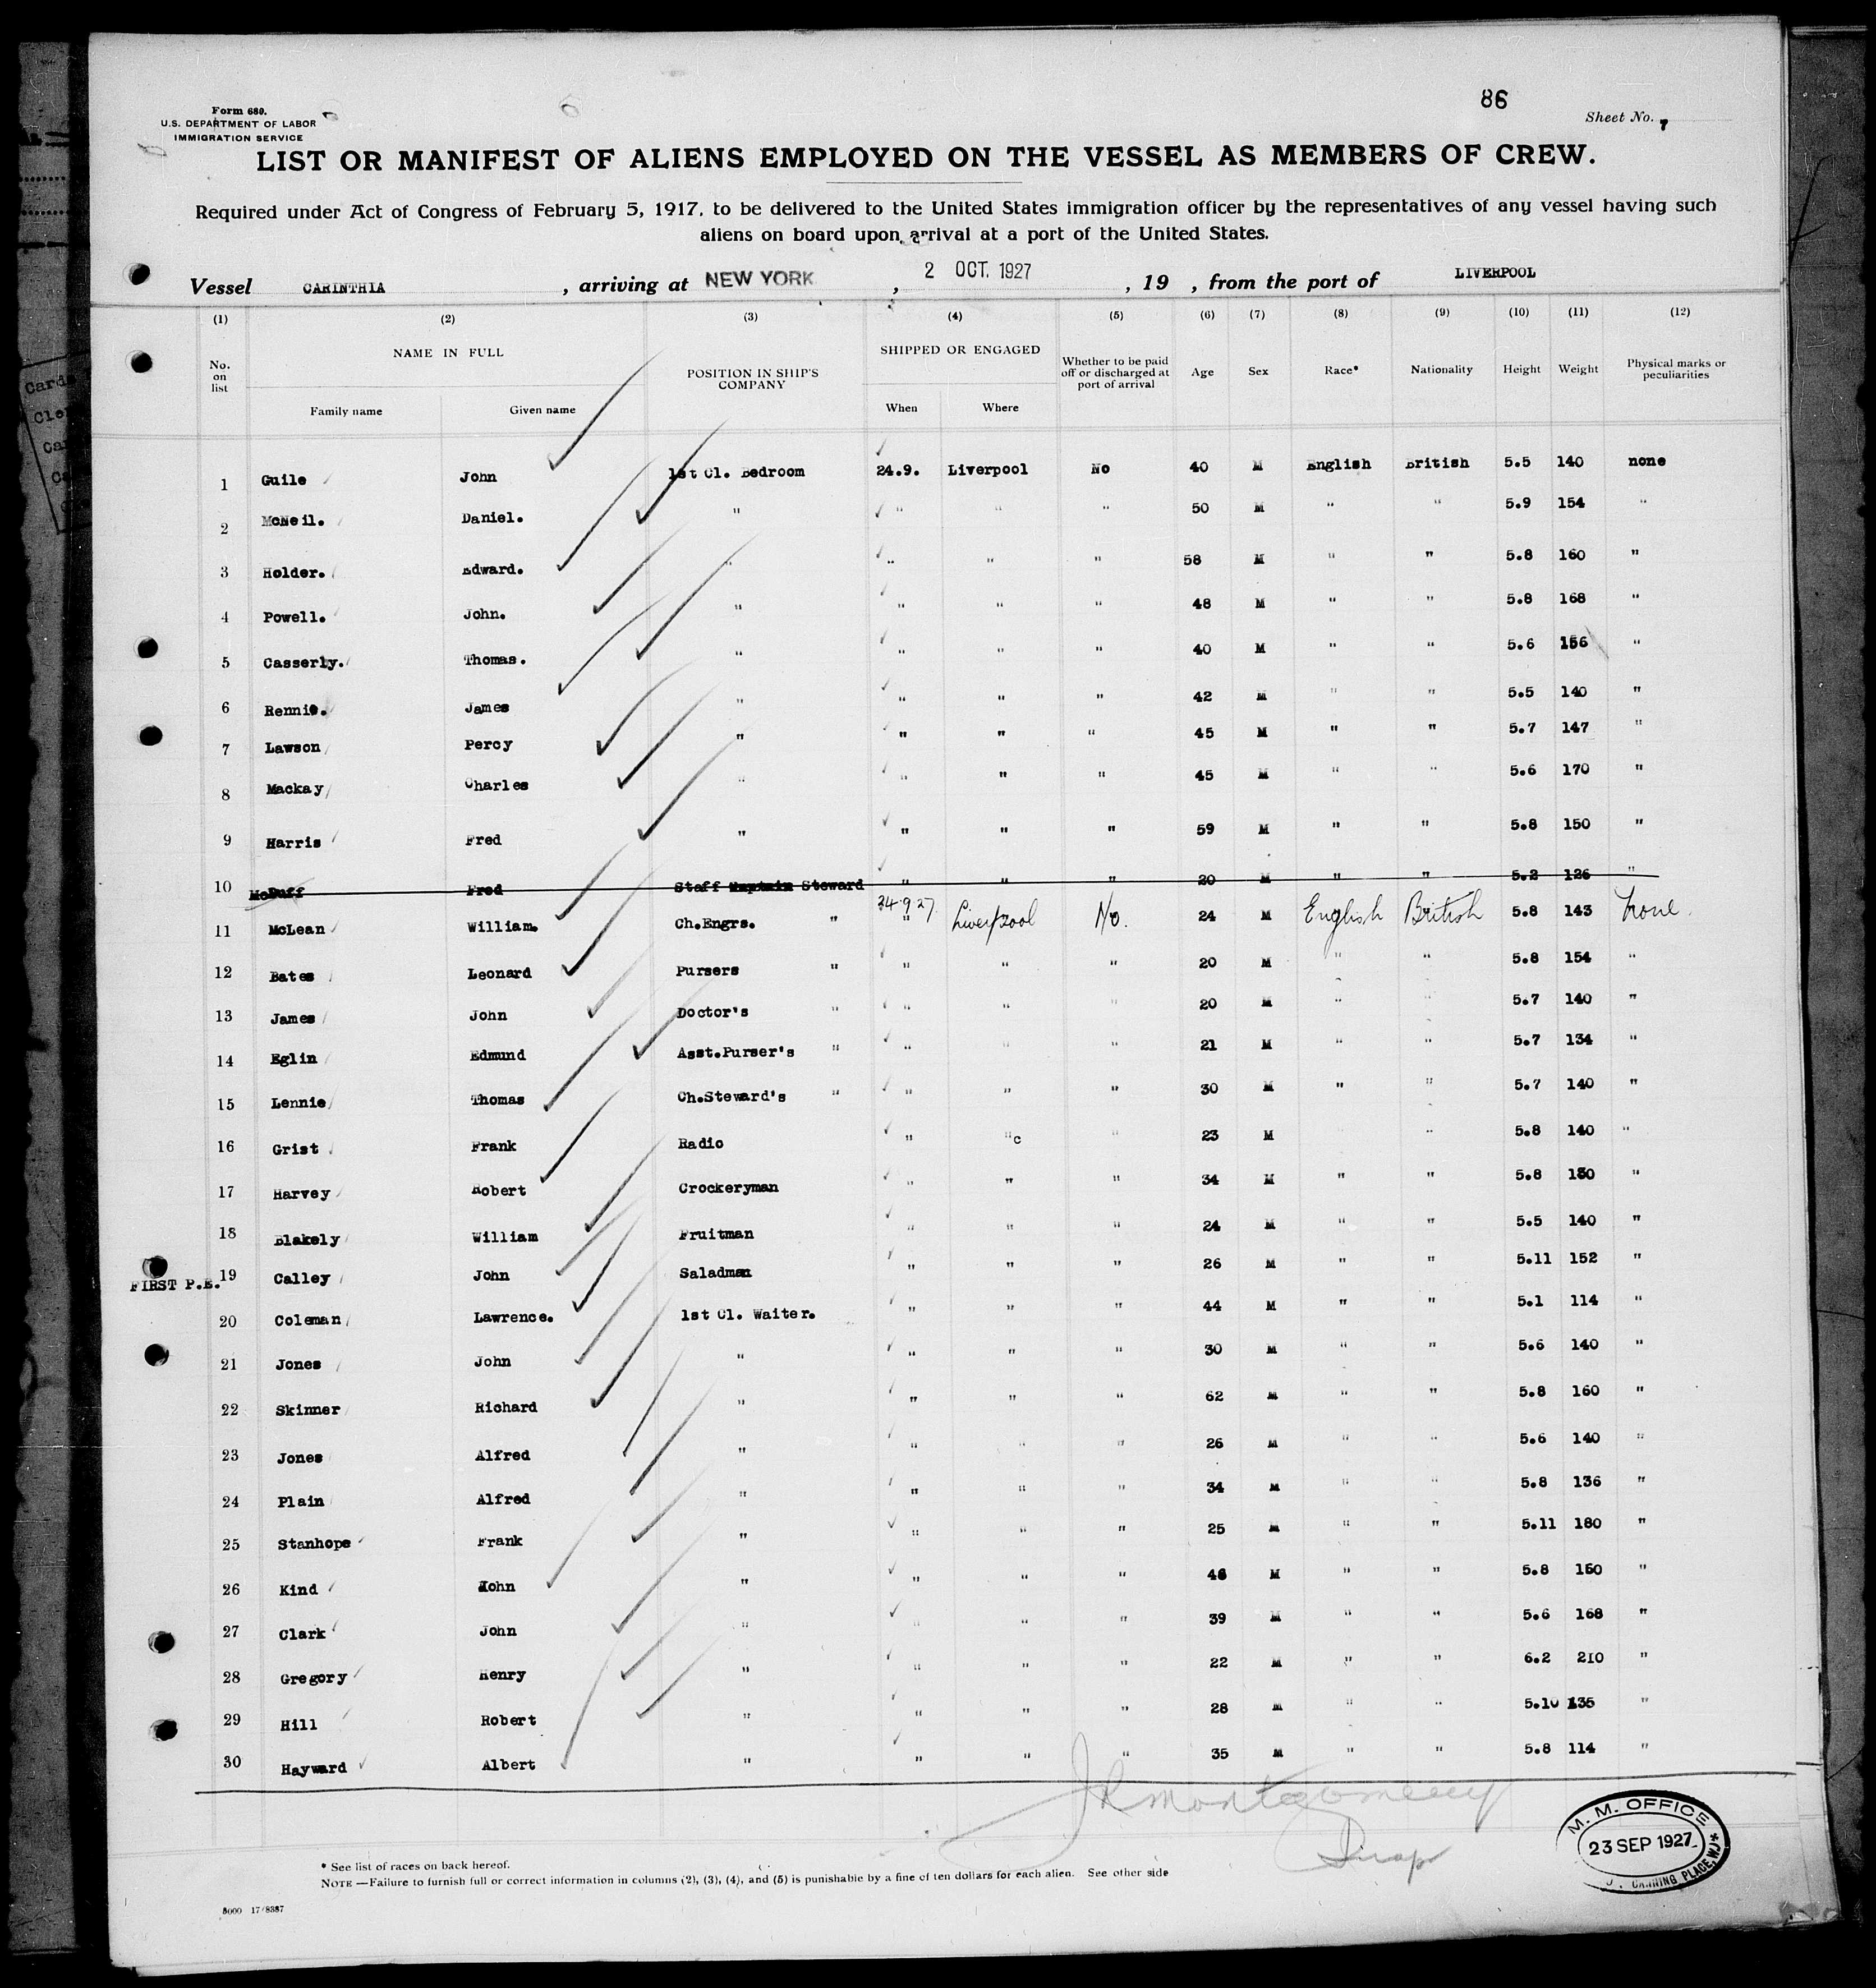 86
Form 680.
U.S. DEPARTMENT OF LABOR
IMMIGRATION SERVICE
Sheet No. 7
LIST OR MANIFEST OF ALIENS EMPLOYED ON THE VESSEL AS MEMBERS OF CREW.
Required under Act of Congress of February 5, 1917, to be delivered to the United States immigration officer by the representatives of any vessel having such
aliens on board upon arrival at a port of the United States.
Vessel CARINTHIA, arriving at NEW YORK, 2 OCT. 1927, 19 , from the port of LIVERPOOL
(1) (2) (3) (4) (5) (6) (7) (8) (9) (10) (11) (12)
No. on list NAME IN FULL Family name Given name POSITION IN SHIP'S COMPANY SHIPPED OR ENGAGED When Where Whether to be paid off or discharged at port of arrival Age Sex Race* Nationality Height Weight Physical marks or peculiarities
1 Guile John 1st Cl. Bedroom 24.9. Liverpool No 40 M English British 5.5 140 none
2 McNeil. Daniel. " " " " 50 M " " 5.9 154 "
3 Holder. Edward. " " " " 58 M " " 5.8 160 "
4 Powell. John. " " " " 48 M " " 5.8 168 "
5 Casserly. Thomas. " " " " 40 M " " 5.6 156 "
6 Rennie. James " " " " 42 M " " 5.5 140 "
7 Lawson Percy " " " " 45 M " " 5.7 147 "
8 Mackay Charles " " " " 45 M " " 5.6 170 "
9 Harris Fred " " " " 59 M " " 5.8 150 "
10 McDuff Fred Staff Steward " " " 20 M " " 5.2 126 "
11 McLean William. Ch.Engrs. " 24.9.27 " Liverpool No. 24 M English British 5.8 143 None.
12 Bates Leonard Pursers " " " " 20 M " " 5.8 154 "
13 James John Doctor's " " " " 20 M " " 5.7 140 "
14 Eglin Edmund Asst.Purser's " " " " 21 M " " 5.7 134 "
15 Lennie Thomas Ch.Steward's " " " " 30 M " " 5.7 140 "
16 Grist Frank Radio " "c " 23 M " 5.8 140 "
17 Harvey Robert Crockeryman " " " 34 M " " 5.8 150 "
18 Blakely William Fruitman " " " 24 M " " 5.5 140 "
FIRST P.E. 19 Calley John Saladman " " " 26 M " " 5.11 152 "
20 Coleman Lawrence. 1st Cl. Waiter. " " " 44 M " " 5.1 114 "
21 Jones John " " " " 30 M " " 5.6 140 "
22 Skinner Richard " " " " 62 M " " 5.8 160 "
23 Jones Alfred " " " " 26 M " " 5.6 140 "
24 Plain Alfred " " " " 34 M " " 5.8 136 "
25 Stanhope Frank " " " " 25 M " " 5.11 180 "
26 Kind John " " " " 46 M " " 5.8 150 "
27 Clark John " " " " 39 M " " 5.6 168 "
28 Gregory Henry " " " " 22 M " " 6.2 210 "
29 Hill Robert " " " " 28 M " " 5.10 135 "
30 Hayward Albert " " " " 35 M " " 5.8 114 "
JRMontgomery
Insp
M. M. OFFICE
23 SEP 1927
CANNING PLACE,
* See list of races on back hereof.
NOTE —Failure to furnish full or correct information in columns (2), (3), (4), and (5) is punishable by a fine of ten dollars for each alien. See other side
5000 17/8387